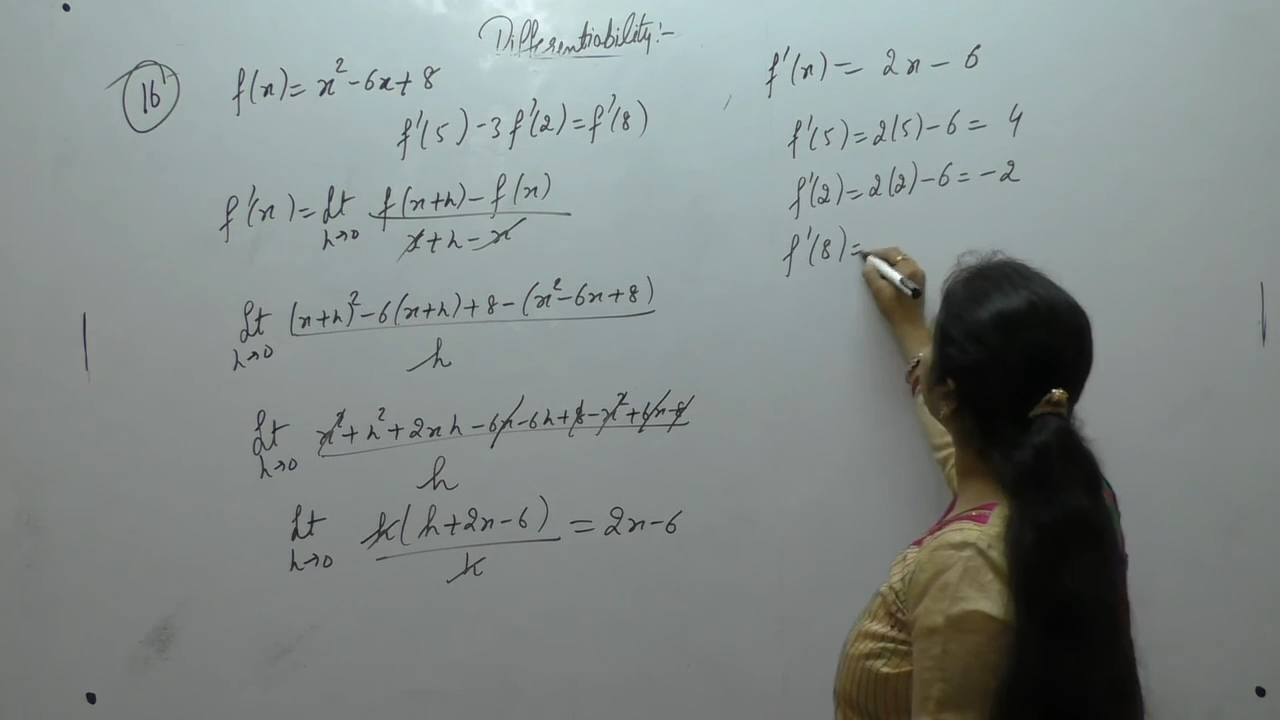 Differentiability:-
16 f(x) = x² - 6x + 8
f'(5) - 3f'(2) = f'(8)
f'(x) = Lt h→0 f(x+h) - f(x) / x + h - x
Lt h→0 (x+h)² - 6(x+h) + 8 - (x² - 6x + 8) / h
Lt h→0 x² + h² + 2xh - 6x - 6h + 8 - x² + 6x - 8 / h
Lt h→0 h(h + 2x - 6) / h = 2x - 6
f'(x) = 2x - 6
f'(5) = 2(5) - 6 = 4
f'(2) = 2(2) - 6 = -2
f'(8) =